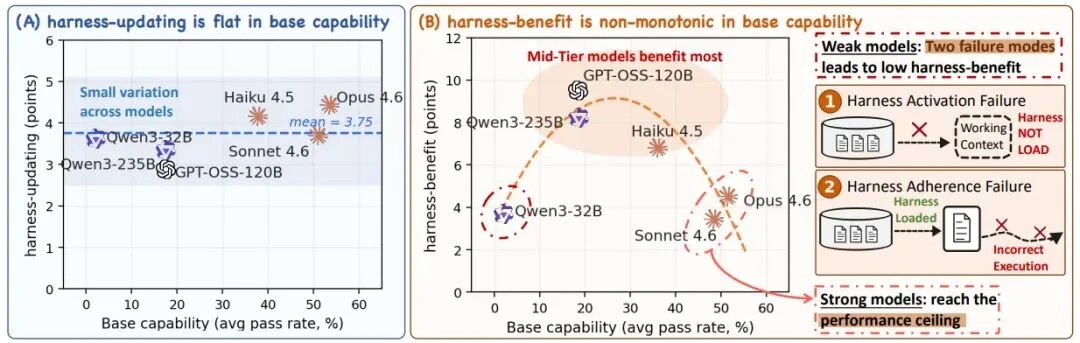 (A) harness-updating is flat in base capability
harness-updating (points)
6
5
4
3
2
1
0
Small variation
across models
Haiku 4.5
Opus 4.6
mean = 3.75
Qwen3-32B
Sonnet 4.6
Qwen3-235B
GPT-OSS-120B
0 10 20 30 40 50 60
Base capability (avg pass rate, %)
(B) harness-benefit is non-monotonic in base capability
harness-benefit (points)
12
10
8
6
4
2
0
Mid-Tier models benefit most
GPT-OSS-120B
Qwen3-235B
Haiku 4.5
Qwen3-32B
Opus 4.6
Sonnet 4.6
0 10 20 30 40 50 60
Base capability (avg pass rate, %)
Weak models: Two failure modes
leads to low harness-benefit
1 Harness Activation Failure
Working
Context
Harness
NOT
LOAD
2 Harness Adherence Failure
Harness
Loaded
Incorrect
Execution
Strong models: reach the
performance ceiling